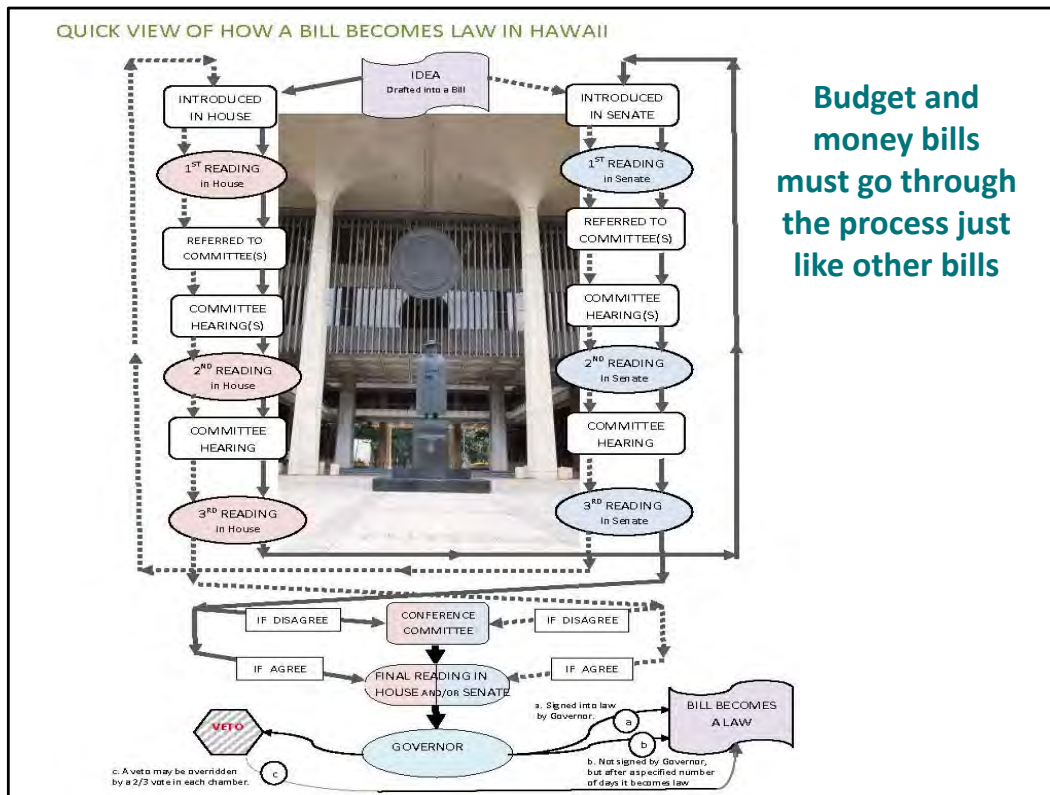 QUICK VIEW OF HOW A BILL BECOMES LAW IN HAWAII
IDEA
Drafted into a Bill
INTRODUCED
IN HOUSE
1ST READING
in House
REFERRED TO
COMMITTEE(S)
COMMITTEE
HEARING(S)
2ND READING
in House
COMMITTEE
HEARING
3RD READING
in House
INTRODUCED
IN SENATE
1ST READING
in Senate
REFERRED TO
COMMITTEE(S)
COMMITTEE
HEARING(S)
2ND READING
in Senate
COMMITTEE
HEARING
3RD READING
in Senate
Budget and
money bills
must go through
the process just
like other bills
IF DISAGREE
CONFERENCE
COMMITTEE
IF DISAGREE
IF AGREE
FINAL READING IN
HOUSE AND/OR SENATE
IF AGREE
VETO
GOVERNOR
a. Signed into law
by Governor.
a
b
BILL BECOMES
A LAW
b. Not signed by Governor,
but after a specified number
of days it becomes law
c. A veto may be overridden
by a 2/3 vote in each chamber.
c